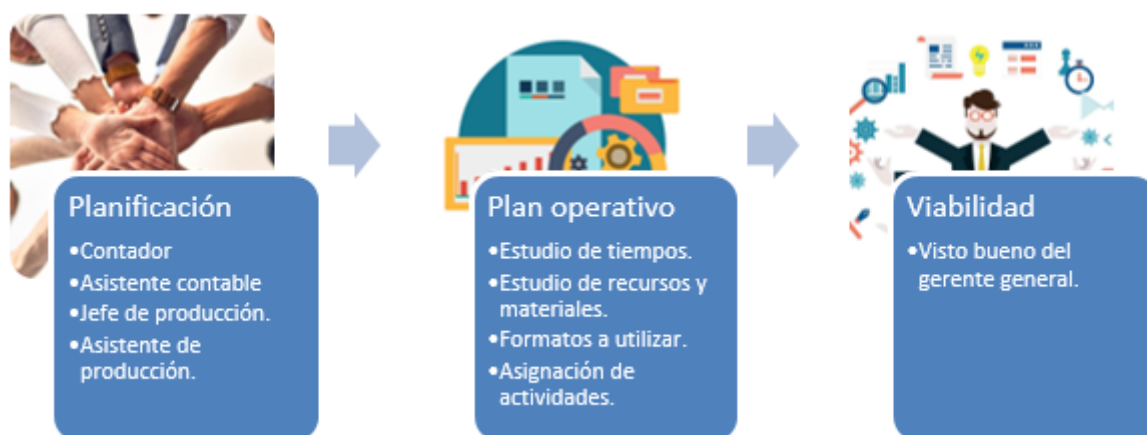 Planificación
•Contador
•Asistente contable
•Jefe de producción.
•Asistente de
producción.
Plan operativo
•Estudio de tiempos.
•Estudio de recursos y
materiales.
•Formatos a utilizar.
•Asignación de
actividades.
Viabilidad
•Visto bueno del
gerente general.